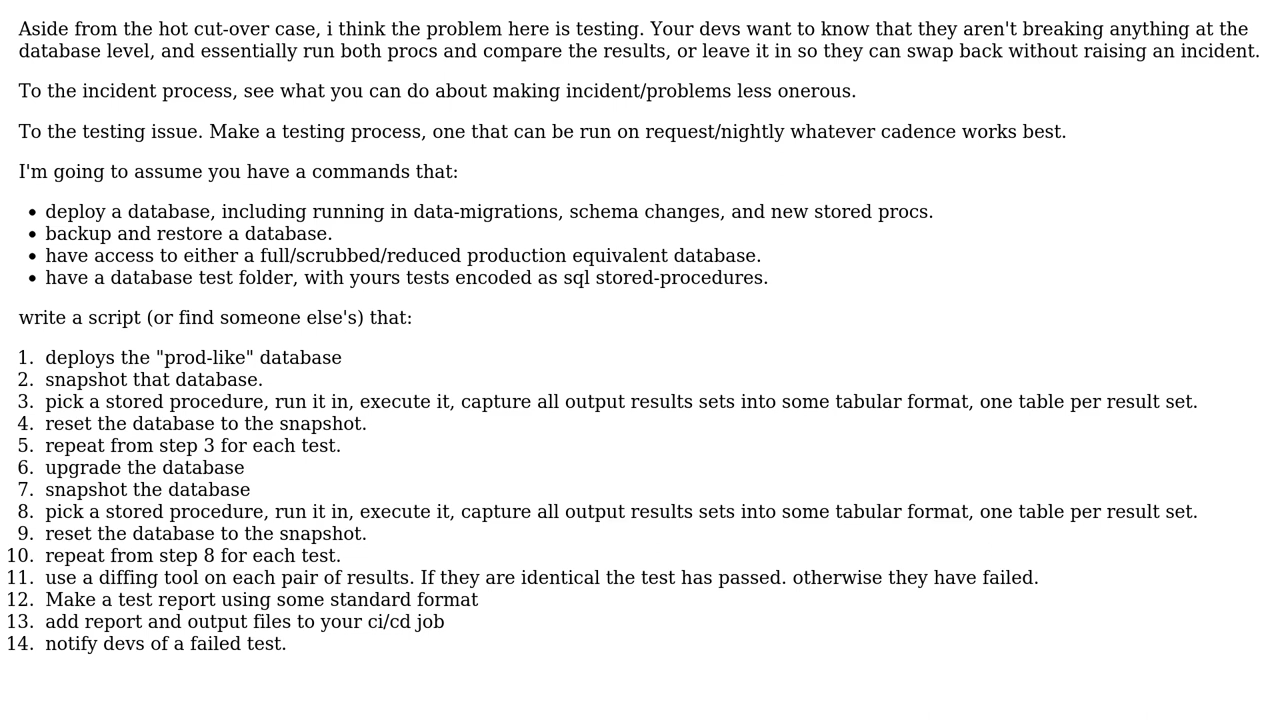 Aside from the hot cut-over case, i think the problem here is testing. Your devs want to know that they aren't breaking anything at the
database level, and essentially run both procs and compare the results, or leave it in so they can swap back without raising an incident.
To the incident process, see what you can do about making incident/problems less onerous.
To the testing issue. Make a testing process, one that can be run on request/nightly whatever cadence works best.
I'm going to assume you have a commands that:
• deploy a database, including running in data-migrations, schema changes, and new stored procs.
• backup and restore a database.
• have access to either a full/scrubbed/reduced production equivalent database.
• have a database test folder, with yours tests encoded as sql stored-procedures.
write a script (or find someone else's) that:
1. deploys the "prod-like" database
2. snapshot that database.
3. pick a stored procedure, run it in, execute it, capture all output results sets into some tabular format, one table per result set.
4. reset the database to the snapshot.
5. repeat from step 3 for each test.
6. upgrade the database
7. snapshot the database
8. pick a stored procedure, run it in, execute it, capture all output results sets into some tabular format, one table per result set.
9. reset the database to the snapshot.
10. repeat from step 8 for each test.
11. use a diffing tool on each pair of results. If they are identical the test has passed. otherwise they have failed.
12. Make a test report using some standard format
13. add report and output files to your ci/cd job
14. notify devs of a failed test.